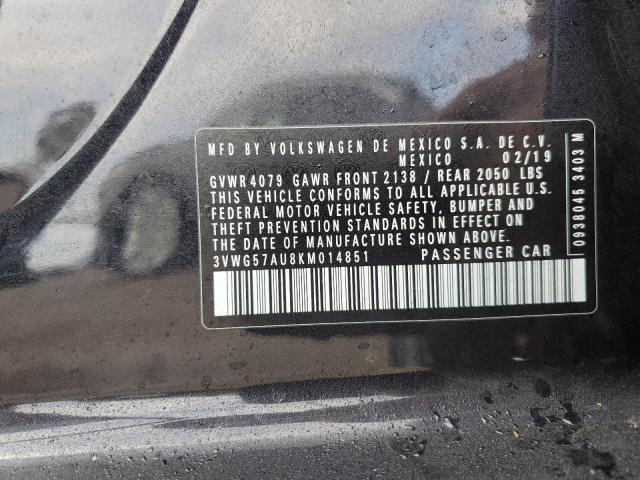 MFD BY VOLKSWAGEN DE MEXICO S.A. DE C.V.
MEXICO 02/19
GVWR 4079 GAWR FRONT 2138 / REAR 2050 LBS
THIS VEHICLE CONFORMS TO ALL APPLICABLE U.S.
FEDERAL MOTOR VEHICLE SAFETY, BUMPER AND
THEFT PREVENTION STANDARDS IN EFFECT ON
THE DATE OF MANUFACTURE SHOWN ABOVE.
3VWG57AU8KM014851 PASSENGER CAR
0938045 3403 M